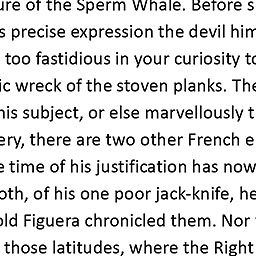 ure of the Sperm Whale. Before s
s precise expression the devil him
too fastidious in your curiosity to
ic wreck of the stoven planks. The
his subject, or else marvellously t
ery, there are two other French e
e time of his justification has now
oth, of his one poor jack-knife, he
old Figuera chronicled them. Nor
those latitudes, where the Right